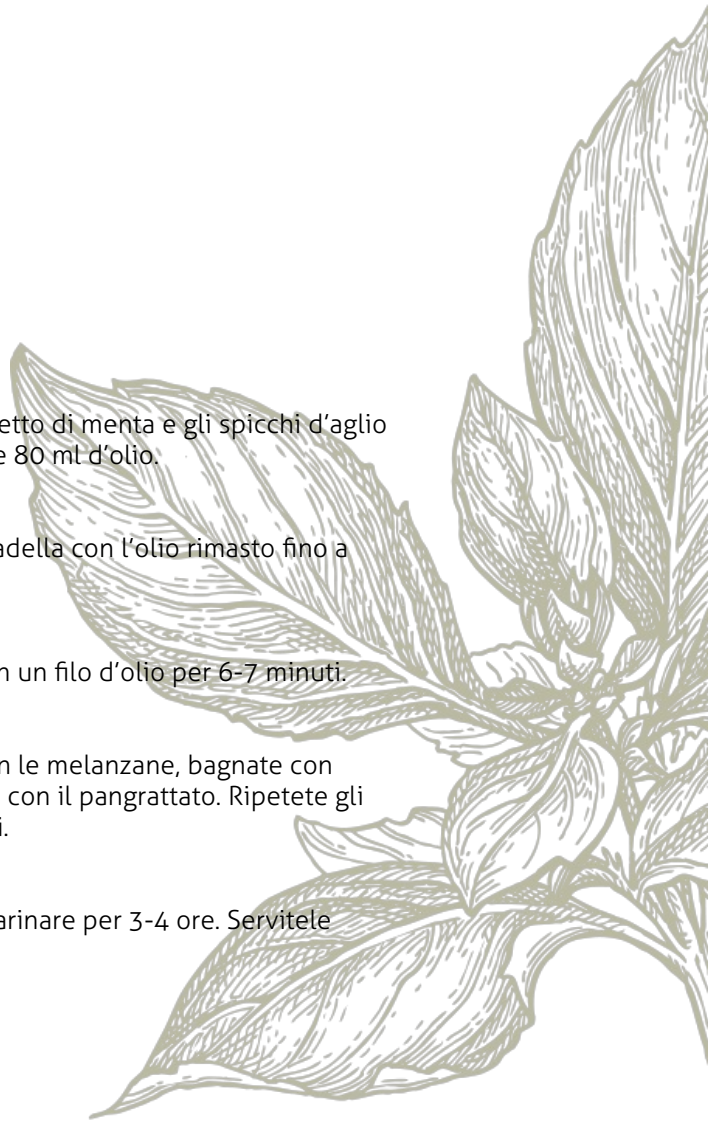 etto di menta e gli spicchi d’aglio
e 80 ml d’olio.
adella con l’olio rimasto fino a
n un filo d’olio per 6-7 minuti.
n le melanzane, bagnate con
con il pangrattato. Ripetete gli
i.
arinare per 3-4 ore. Servitele